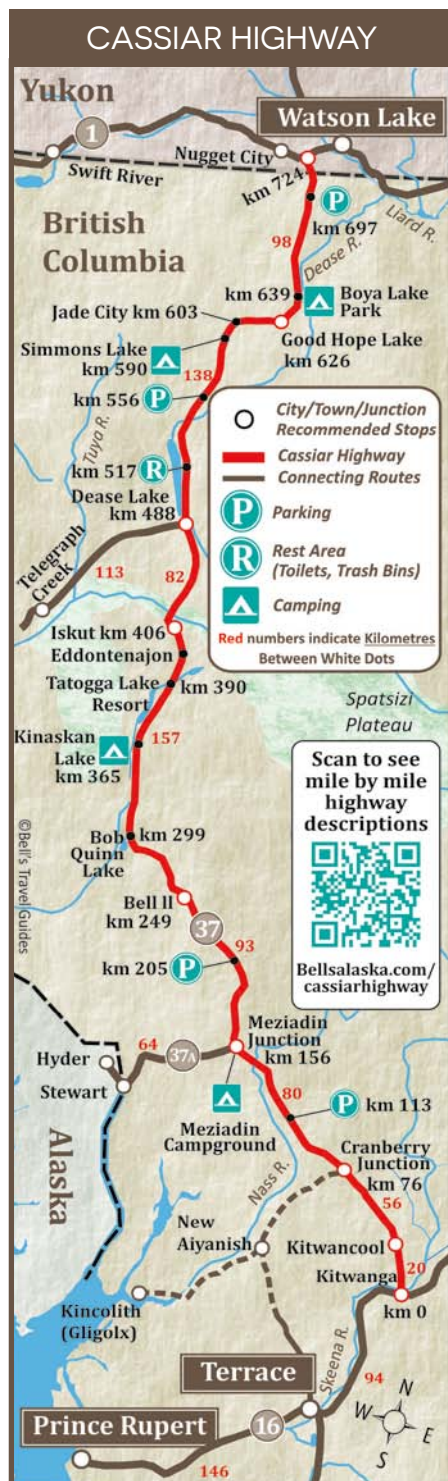 CASSIAR HIGHWAY
Yukon
1
Watson Lake
Nugget City
Swift River
km 724
P
km 697
Liard R.
British
Columbia
98
Dease R.
km 639
Boya Lake
Park
Jade City km 603
Good Hope Lake
km 626
Simmons Lake
km 590
138
km 556
P
Tuya R.
km 517
R
Dease Lake
km 488
Telegraph
Creek
113
82
City/Town/Junction
Recommended Stops
Cassiar Highway
Connecting Routes
P
Parking
R
Rest Area
(Toilets, Trash Bins)
Camping
Red numbers indicate Kilometres
Between White Dots
Iskut km 406
Eddontenajon
Tatogga Lake
Resort
km 390
Spatsizi
Plateau
Kinaskan
Lake
km 365
157
Scan to see
mile by mile
highway
descriptions
Bellsalaska.com/
cassiarhighway
©Bell's Travel Guides
Bob
Quinn
Lake
km 299
Bell ll
km 249
37
93
km 205
P
Meziadin
Junction
km 156
64
37A
Hyder
Stewart
Meziadin
Campground
80
P
km 113
Alaska
Nass R.
Cranberry
Junction
km 76
56
New
Aiyanish
Kitwancool
20
Kitwanga
km 0
Kincolith
(Gligolx)
Skeena R.
Terrace
94
N
W
E
S
16
Prince Rupert
146